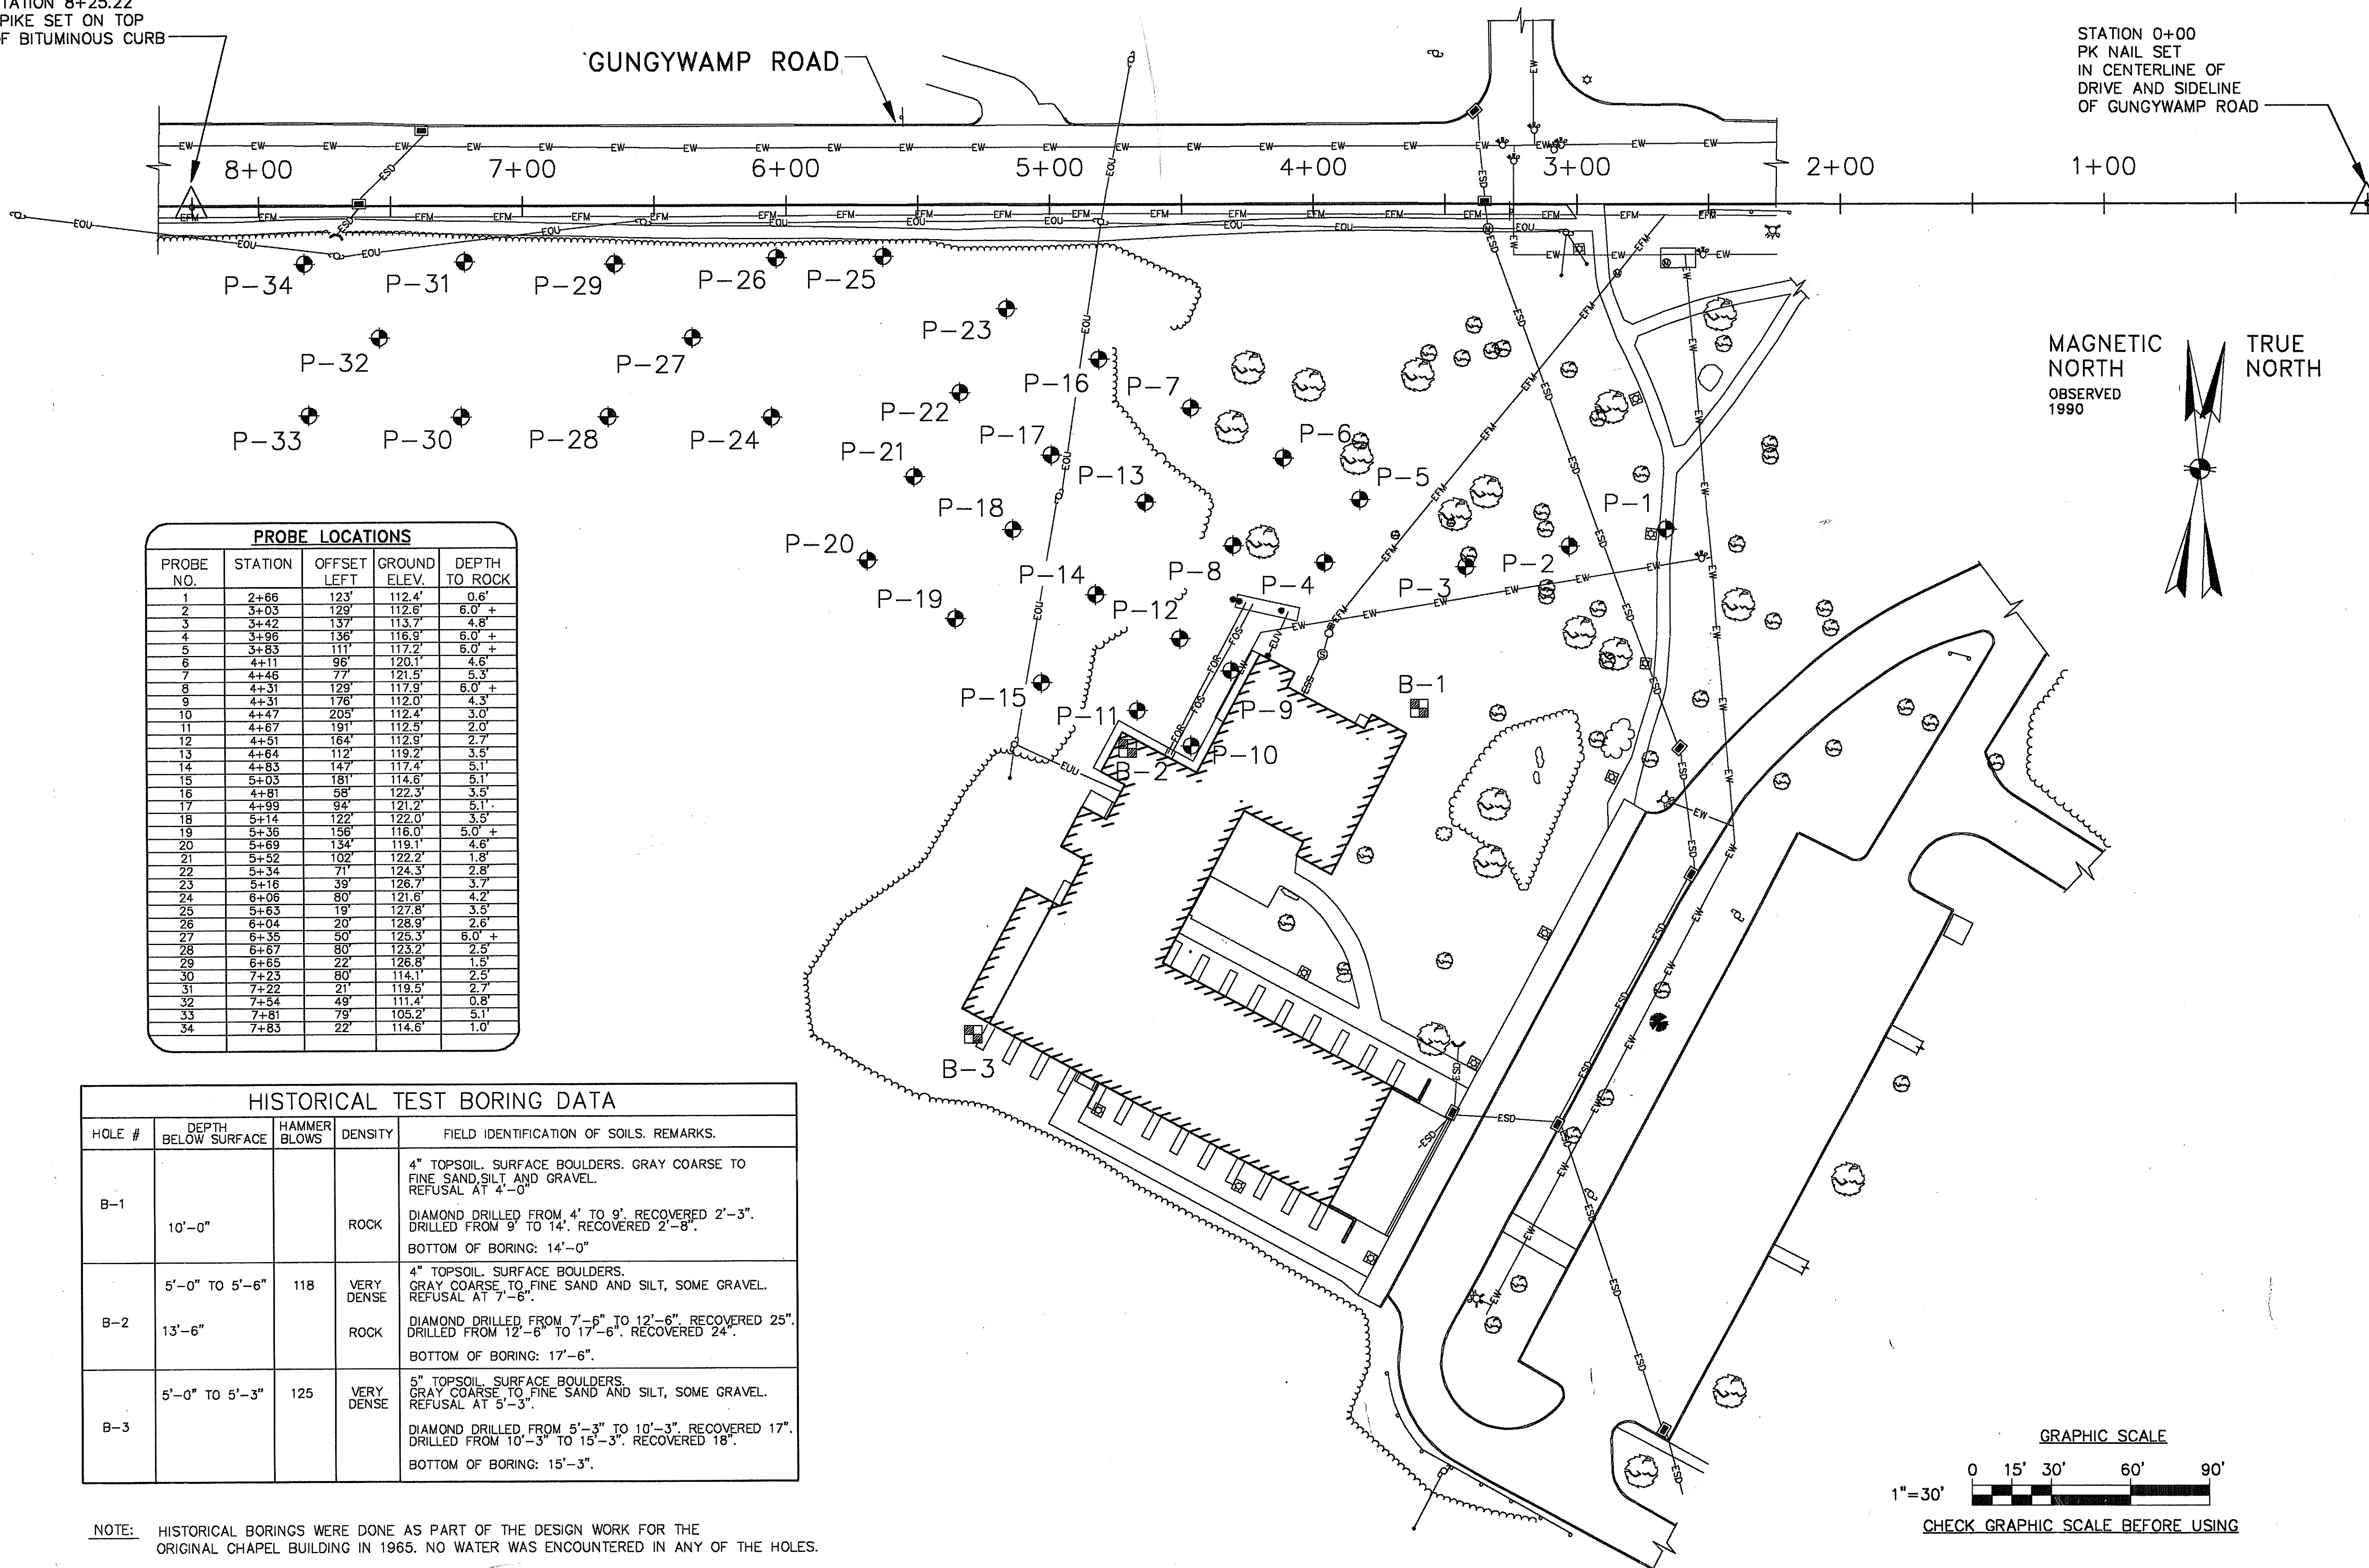 TATION 8+25.22
PIKE SET ON TOP
F BITUMINOUS CURB
GUNGYWAMP ROAD
STATION 0+00
PK NAIL SET
IN CENTERLINE OF
DRIVE AND SIDELINE
OF GUNGYWAMP ROAD
8+00 7+00 6+00 5+00 4+00 3+00 2+00 1+00
EW
ESD
EOU
EFM
P-34 P-31 P-29 P-26 P-25
P-23
P-32 P-27 P-16 P-7
P-22
P-33 P-30 P-28 P-24 P-17 P-6
P-21 P-13 P-5
P-18 P-1
P-20 P-14 P-8 P-4 P-3 P-2
P-19 P-12
P-15 P-11 P-9 B-1
B-2 P-10
B-3
FOS
FOR
EUV
ESS
EUU
MAGNETIC
NORTH
OBSERVED
1990
TRUE
NORTH
PROBE LOCATIONS
PROBE NO. STATION OFFSET LEFT GROUND ELEV. DEPTH TO ROCK
1 2+66 123' 112.4' 0.6'
2 3+03 129' 112.6' 6.0' +
3 3+42 137' 113.7' 4.8'
4 3+96 136' 116.9' 6.0' +
5 3+83 111' 117.2' 6.0' +
6 4+11 96' 120.1' 4.6'
7 4+46 77' 121.5' 5.3'
8 4+31 129' 117.9' 6.0' +
9 4+31 176' 112.0' 4.3'
10 4+47 205' 112.4' 3.0'
11 4+67 191' 112.5' 2.0'
12 4+51 164' 112.9' 2.7'
13 4+64 112' 119.2' 3.5'
14 4+83 147' 117.4' 5.1'
15 5+03 181' 114.6' 5.1'
16 4+81 58' 122.3' 3.5'
17 4+99 94' 121.2' 5.1'
18 5+14 122' 122.0' 3.5'
19 5+36 156' 116.0' 5.0' +
20 5+69 134' 119.1' 4.6'
21 5+52 102' 122.2' 1.8'
22 5+34 71' 124.3' 2.8'
23 5+16 39' 126.7' 3.7'
24 6+06 80' 121.6' 4.2'
25 5+63 19' 127.8' 3.5'
26 6+04 20' 128.9' 2.6'
27 6+35 50' 125.3' 6.0' +
28 6+67 80' 123.2' 2.5'
29 6+65 22' 126.8' 1.5'
30 7+23 80' 114.1' 2.5'
31 7+22 21' 119.5' 2.7'
32 7+54 49' 111.4' 0.8'
33 7+81 79' 105.2' 5.1'
34 7+83 22' 114.6' 1.0'
HISTORICAL TEST BORING DATA
HOLE # DEPTH BELOW SURFACE HAMMER BLOWS DENSITY FIELD IDENTIFICATION OF SOILS. REMARKS.
4" TOPSOIL. SURFACE BOULDERS. GRAY COARSE TO
FINE SAND,SILT AND GRAVEL.
REFUSAL AT 4'-0"
B-1
DIAMOND DRILLED FROM 4' TO 9'. RECOVERED 2'-3".
10'-0" ROCK DRILLED FROM 9' TO 14'. RECOVERED 2'-8".
BOTTOM OF BORING: 14'-0"
4" TOPSOIL. SURFACE BOULDERS.
5'-0" TO 5'-6" 118 VERY DENSE GRAY COARSE TO FINE SAND AND SILT, SOME GRAVEL.
REFUSAL AT 7'-6".
B-2
DIAMOND DRILLED FROM 7'-6" TO 12'-6". RECOVERED 25".
13'-6" ROCK DRILLED FROM 12'-6" TO 17'-6". RECOVERED 24".
BOTTOM OF BORING: 17'-6".
5" TOPSOIL. SURFACE BOULDERS.
5'-0" TO 5'-3" 125 VERY DENSE GRAY COARSE TO FINE SAND AND SILT, SOME GRAVEL.
REFUSAL AT 5'-3".
B-3
DIAMOND DRILLED FROM 5'-3" TO 10'-3". RECOVERED 17".
DRILLED FROM 10'-3" TO 15'-3". RECOVERED 18".
BOTTOM OF BORING: 15'-3".
NOTE: HISTORICAL BORINGS WERE DONE AS PART OF THE DESIGN WORK FOR THE
ORIGINAL CHAPEL BUILDING IN 1965. NO WATER WAS ENCOUNTERED IN ANY OF THE HOLES.
GRAPHIC SCALE
0 15' 30' 60' 90'
1"=30'
CHECK GRAPHIC SCALE BEFORE USING